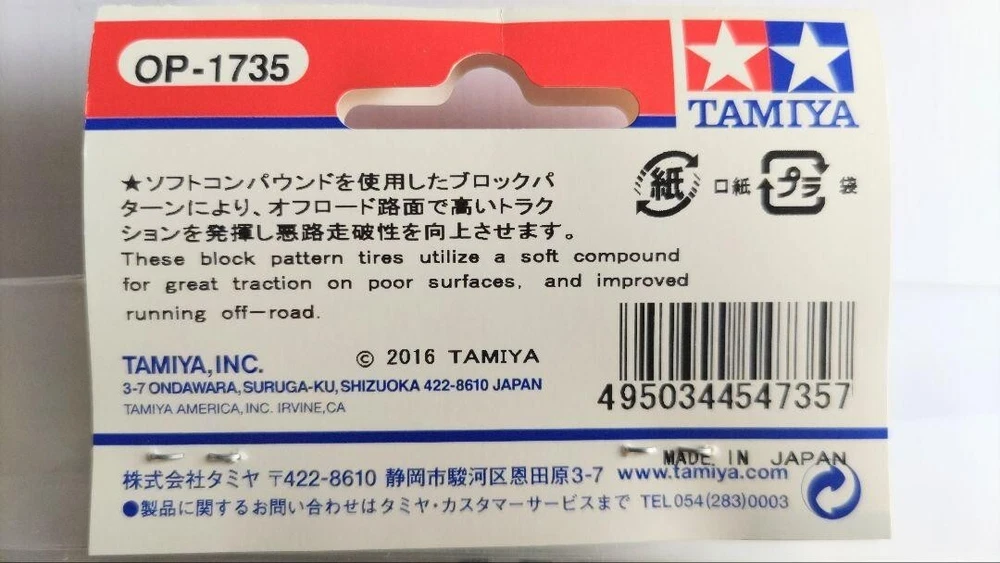 OP-1735
TAMIYA
★ソフトコンパウンドを使用したブロックパ
ターンにより、オフロード路面で高いトラク
ションを発揮し悪路走破性を向上させます。
紙 口紙 プラ 袋
These block pattern tires utilize a soft compound
for great traction on poor surfaces, and improved
running off-road.
TAMIYA,INC. © 2016 TAMIYA
3-7 ONDAWARA, SURUGA-KU, SHIZUOKA 422-8610 JAPAN
TAMIYA AMERICA, INC. IRVINE, CA
4950344547357
MADE IN JAPAN
株式会社タミヤ 〒422-8610 静岡市駿河区恩田原3-7 www.tamiya.com
●製品に関するお問い合わせはタミヤ・カスタマーサービスまで TEL054(283)0003